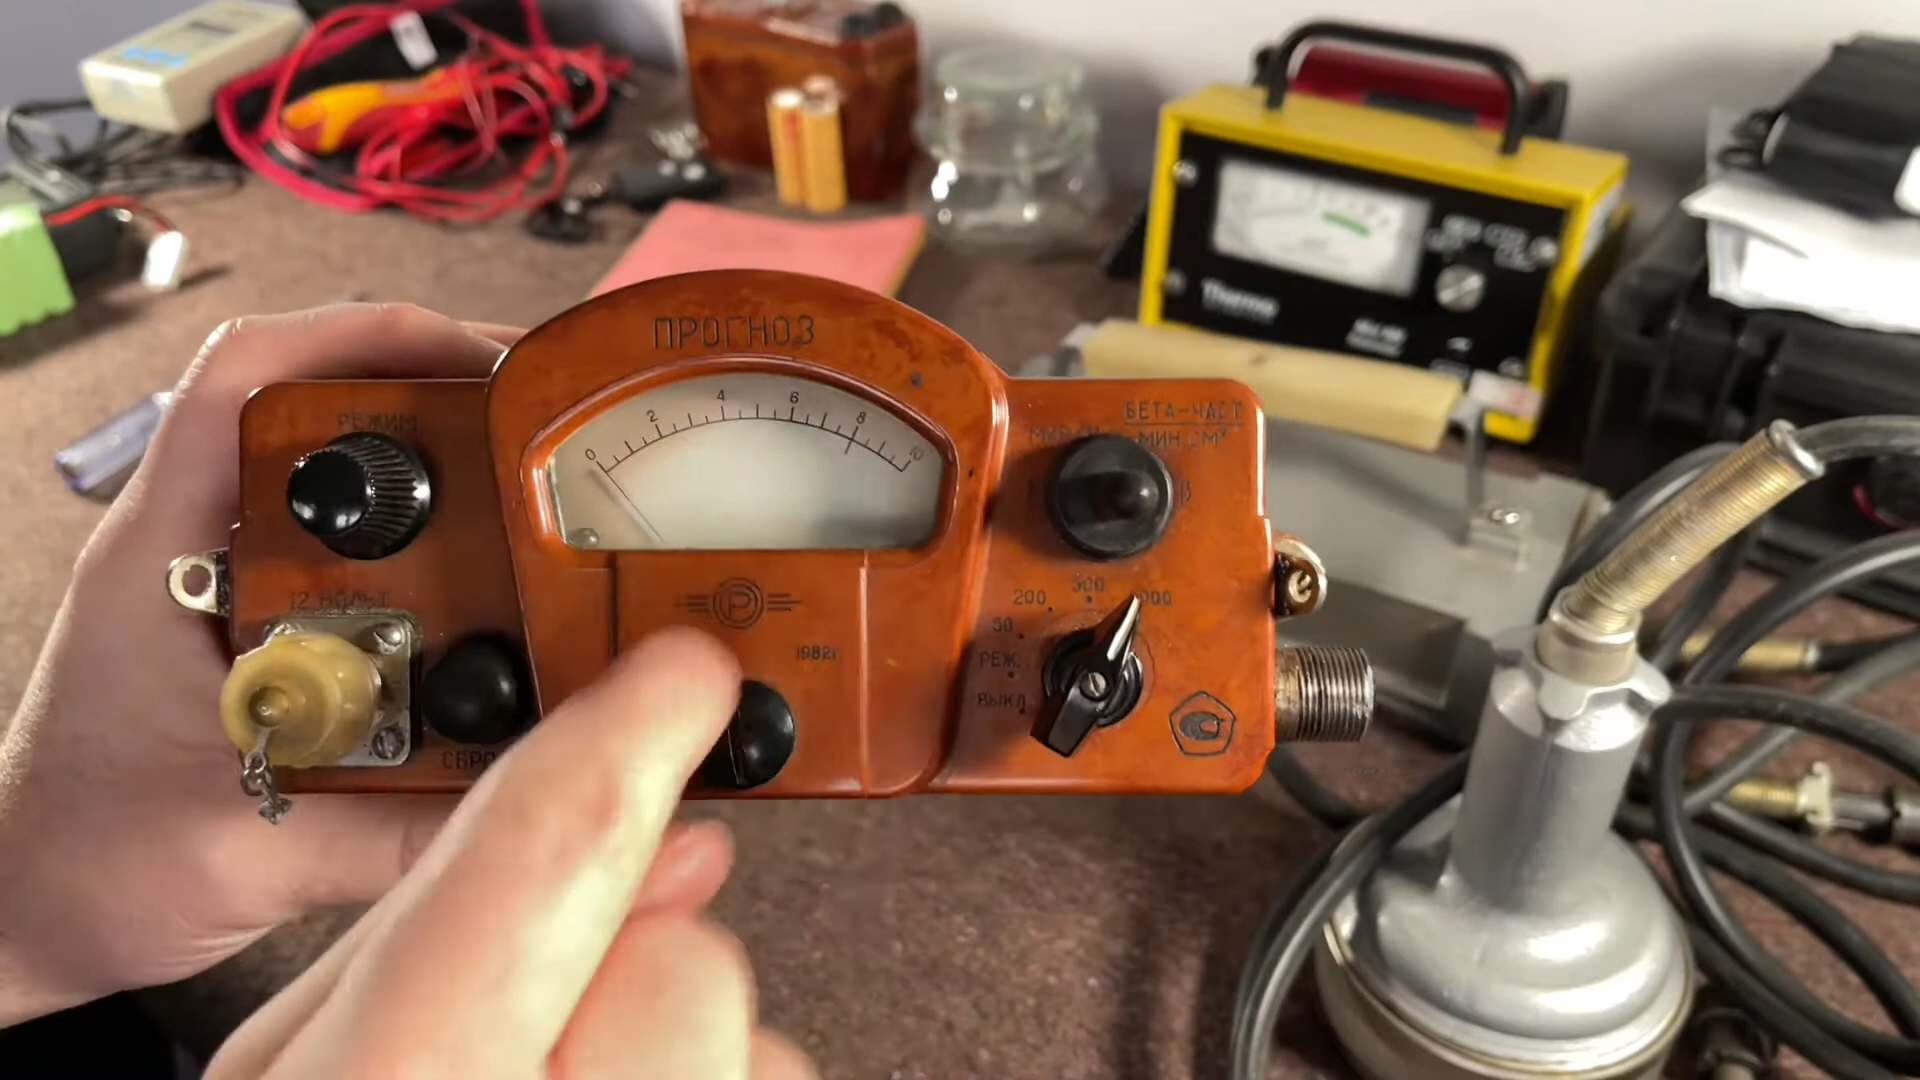 ПРОГНОЗ
РЕЖИМ
0 2 4 6 8 10
БЕТА-ЧАСТ
МИН.СМ²
β
12 ВОЛЬТ
1982г.
200 500
50
РЕЖ.
ВЫКЛ
Р
Thermo